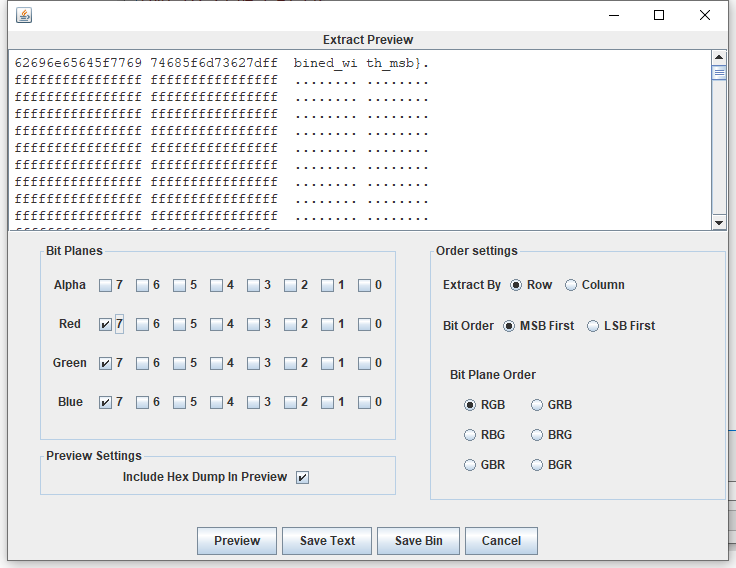 Extract Preview
62696e65645f7769 74685f6d73627dff bined_wi th_msb}.
ffffffffffffffff ffffffffffffffff ........ ........
ffffffffffffffff ffffffffffffffff ........ ........
ffffffffffffffff ffffffffffffffff ........ ........
ffffffffffffffff ffffffffffffffff ........ ........
ffffffffffffffff ffffffffffffffff ........ ........
ffffffffffffffff ffffffffffffffff ........ ........
ffffffffffffffff ffffffffffffffff ........ ........
ffffffffffffffff ffffffffffffffff ........ ........
ffffffffffffffff ffffffffffffffff ........ ........
Bit Planes
Alpha 7 6 5 4 3 2 1 0
Red 7 6 5 4 3 2 1 0
Green 7 6 5 4 3 2 1 0
Blue 7 6 5 4 3 2 1 0
Preview Settings
Include Hex Dump In Preview
Order settings
Extract By Row Column
Bit Order MSB First LSB First
Bit Plane Order
RGB GRB
RBG BRG
GBR BGR
Preview Save Text Save Bin Cancel